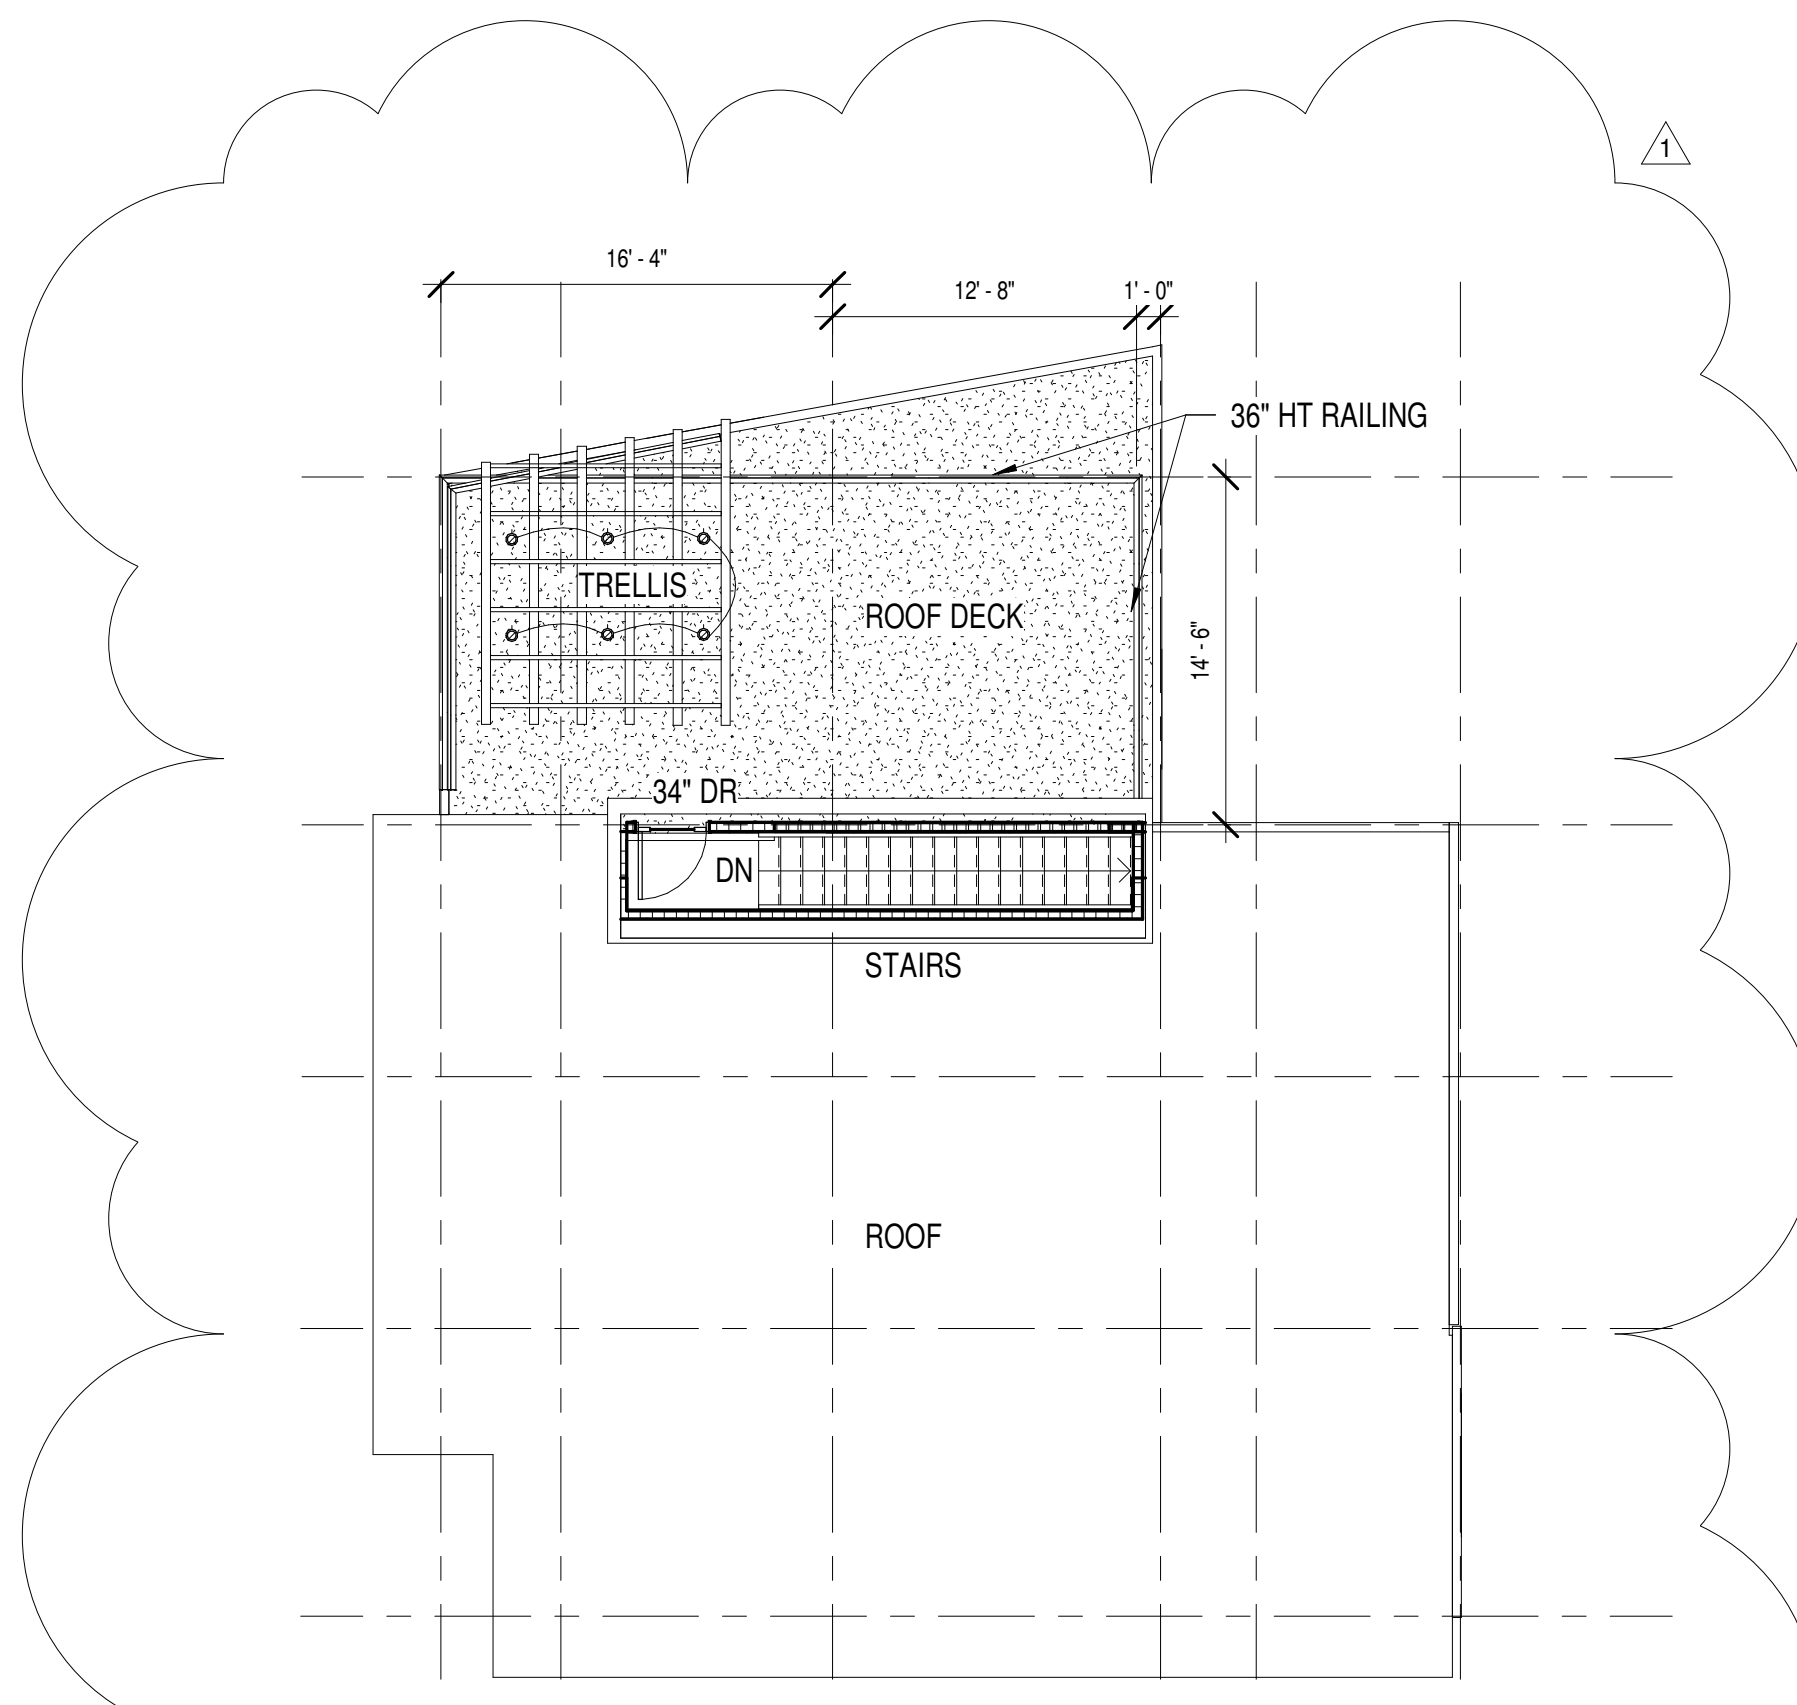 1
16' - 4"
12' - 8"
1' - 0"
36" HT RAILING
TRELLIS
ROOF DECK
14' - 6"
34" DR
DN
STAIRS
ROOF